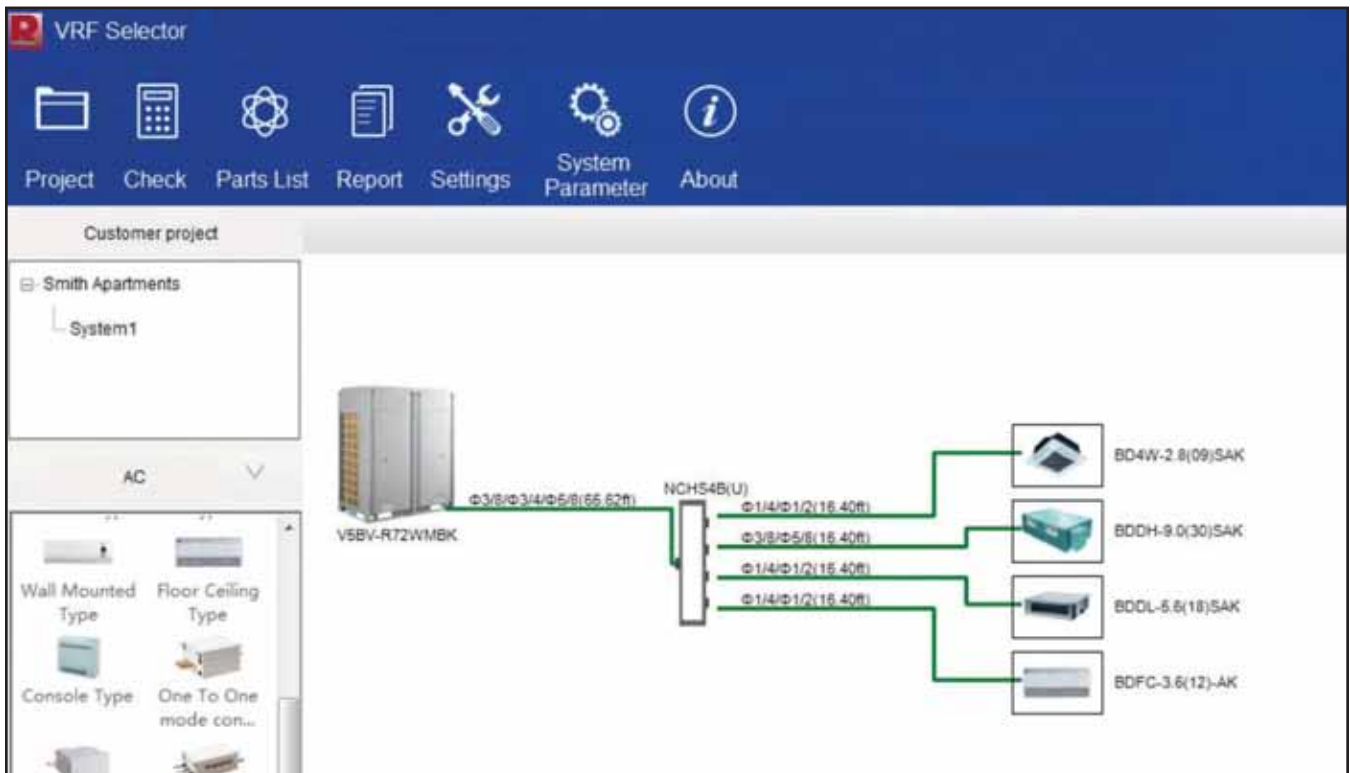 VRF Selector
Project
Check
Parts List
Report
Settings
System
Parameter
About
Customer project
Smith Apartments
System1
AC
Wall Mounted
Type
Floor Ceiling
Type
Console Type
One To One
mode con...
V5BV-R72WMBK
Φ3/8/Φ3/4/Φ5/8(65.62ft)
NCHS4B(U)
Φ1/4/Φ1/2(16.40ft)
Φ3/8/Φ5/8(16.40ft)
Φ1/4/Φ1/2(16.40ft)
Φ1/4/Φ1/2(16.40ft)
BD4W-2.8(09)SAK
BDDH-9.0(30)SAK
BDDL-5.6(18)SAK
BDFC-3.6(12)-AK